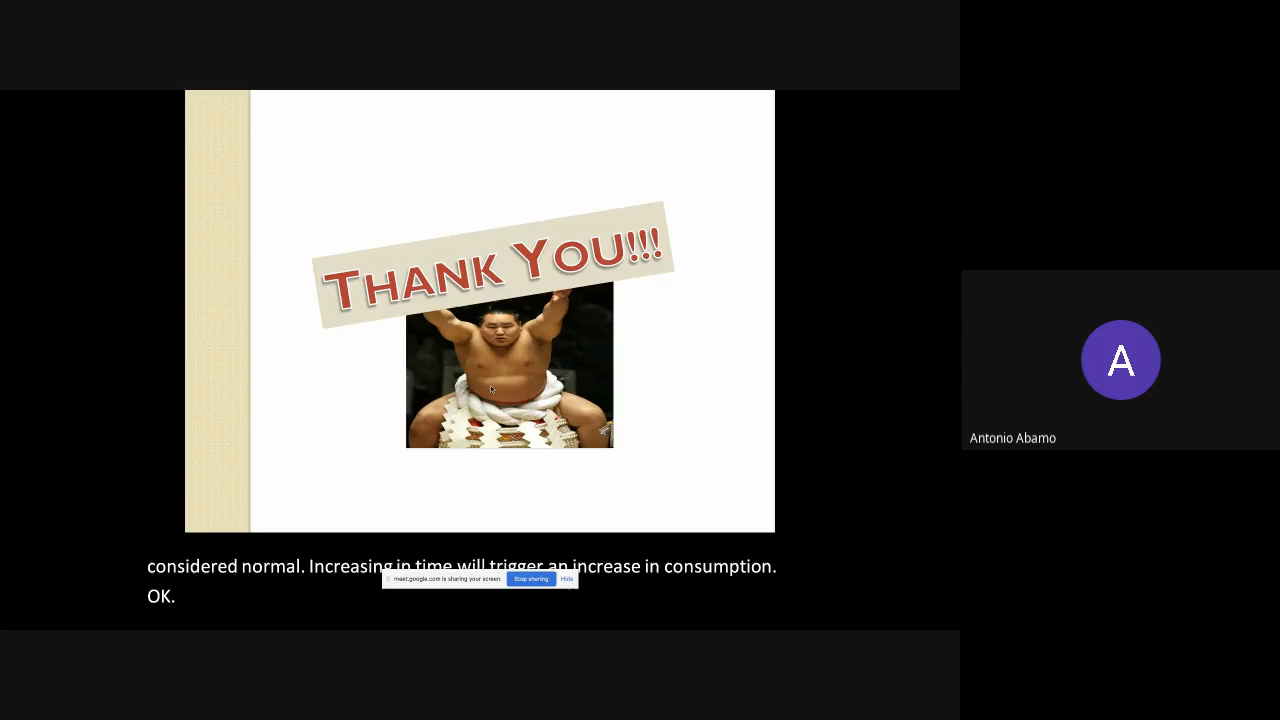 THANK YOU!!!
considered normal. Increasing in time will trigger an increase in consumption.
OK.
meet.google.com is sharing your screen. Stop sharing Hide
A
Antonio Abamo